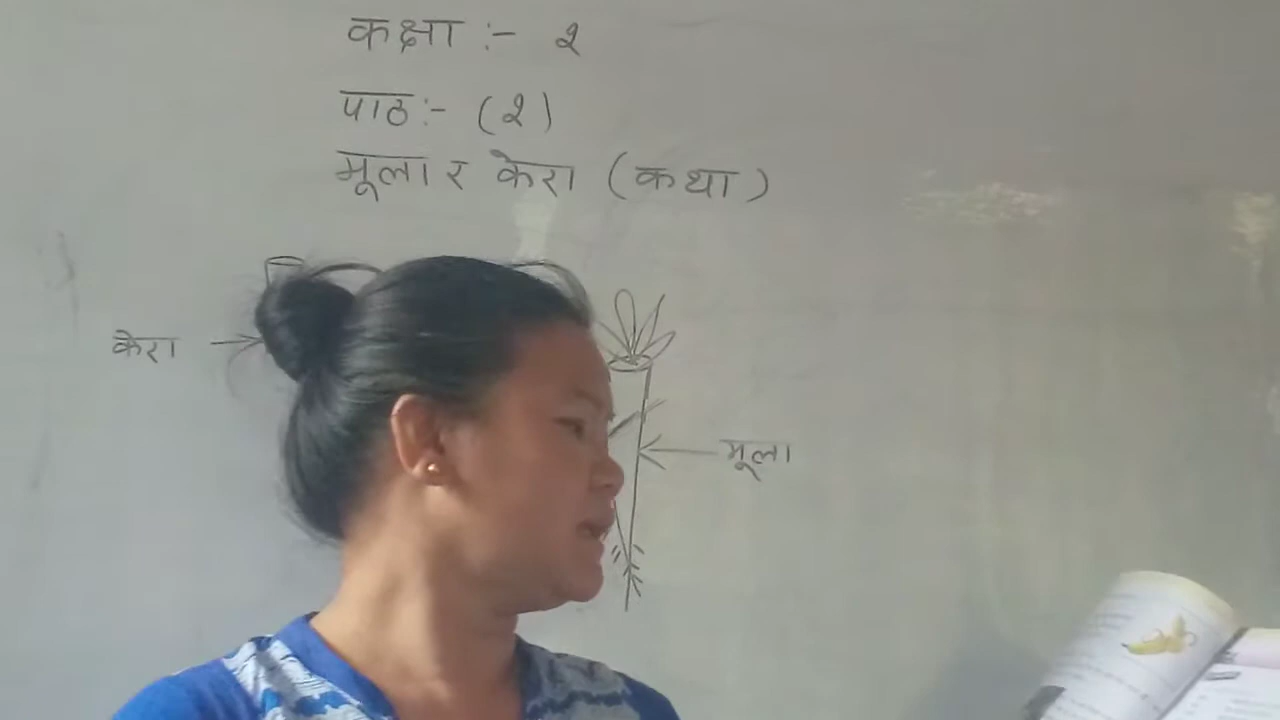 कक्षा :- २
पाठ:- (२)
मूला र केरा (कथा)
केरा
मूला